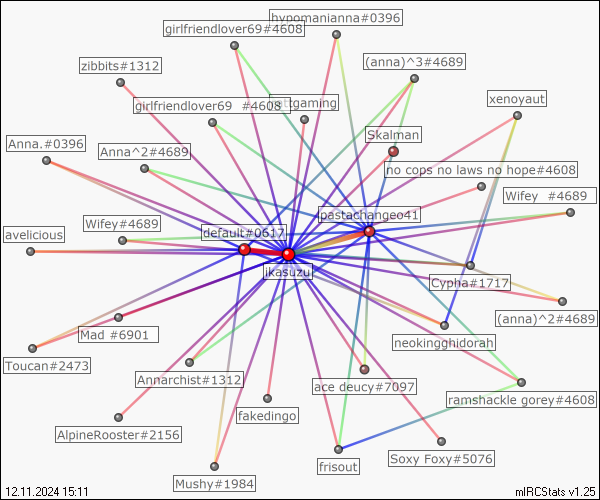 hypomanianna#0396
girlfriendlover69#4608
(anna)^3#4689
zibbits#1312
xenoyaut
girlfriendlover69 #4608
ttgaming
Skalman
Anna.#0396
Anna^2#4689
no cops no laws no hope#4608
Wifey #4689
pastachangeo41
Wifey#4689
default#0617
avelicious
ikasuzu
Cypha#1717
(anna)^2#4689
Mad #6901
neokingghidorah
Toucan#2473
Annarchist#1312
ace deucy#7097
ramshackle gorey#4608
fakedingo
AlpineRooster#2156
Soxy Foxy#5076
frisout
Mushy#1984
12.11.2024 15:11
mIRCStats v1.25